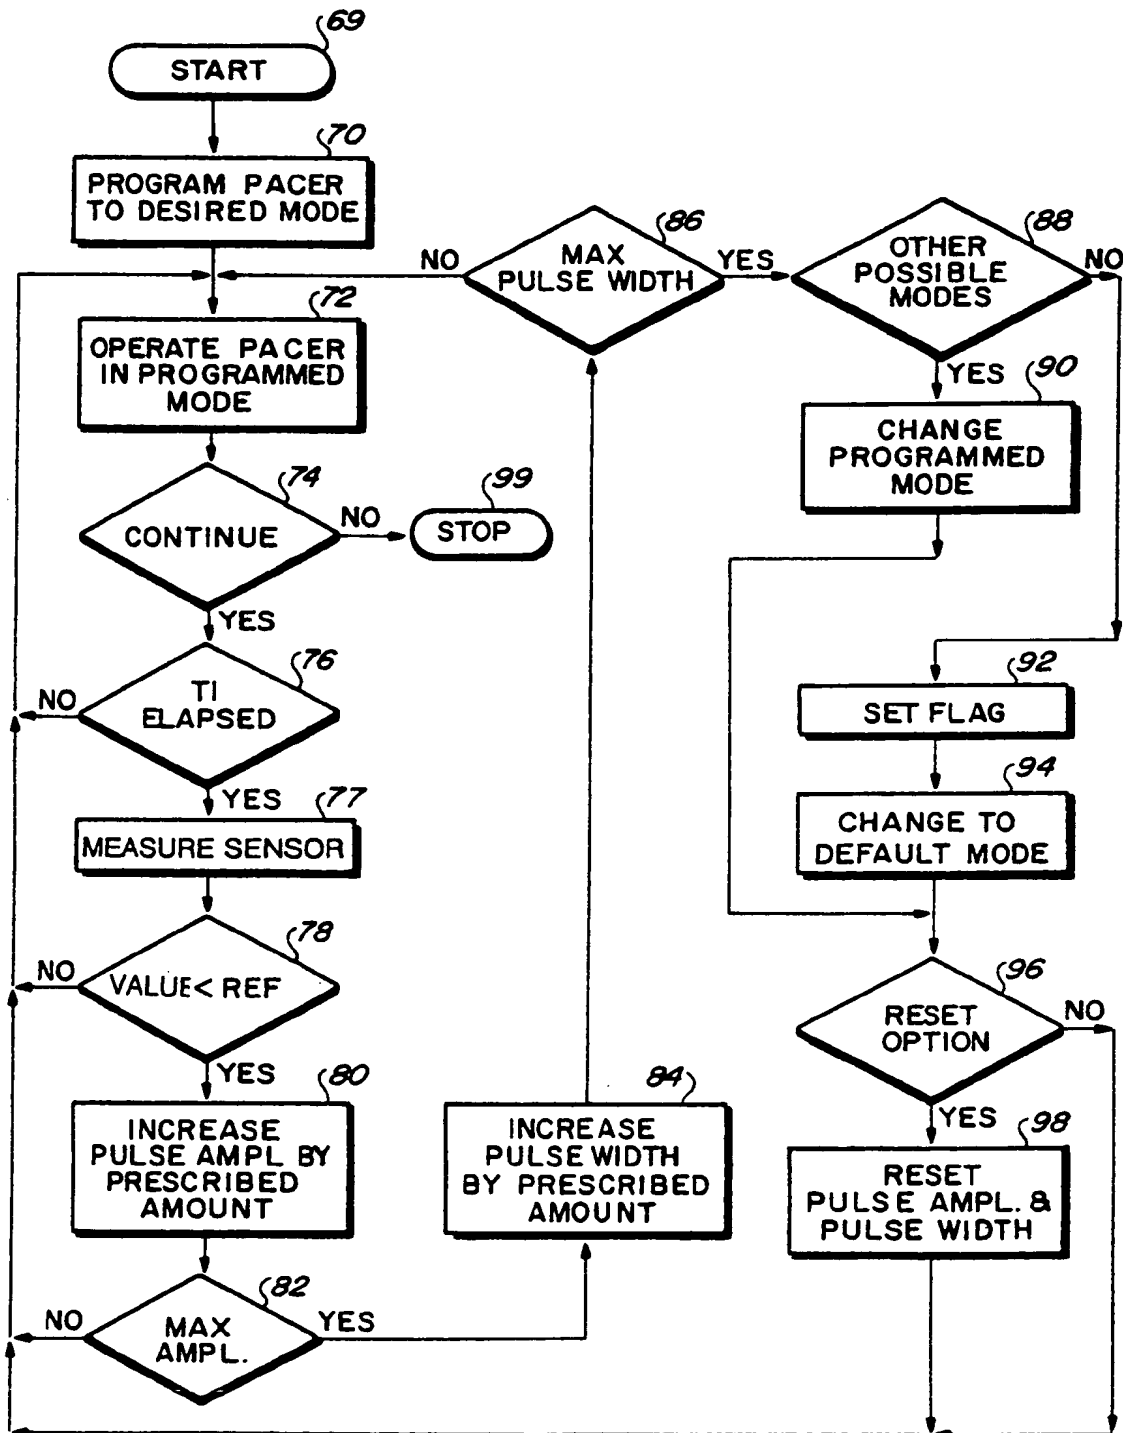 69
START
70
PROGRAM PACER
TO DESIRED MODE
72
OPERATE PACER
IN PROGRAMMED
MODE
74
CONTINUE
NO
99
STOP
YES
76
T1
ELAPSED
NO
YES
77
MEASURE SENSOR
78
VALUE< REF
NO
YES
80
INCREASE
PULSE AMPL BY
PRESCRIBED
AMOUNT
82
MAX
AMPL.
NO
YES
84
INCREASE
PULSE WIDTH
BY PRESCRIBED
AMOUNT
86
MAX
PULSE WIDTH
NO
YES
88
OTHER
POSSIBLE
MODES
NO
YES
90
CHANGE
PROGRAMMED
MODE
92
SET FLAG
94
CHANGE TO
DEFAULT MODE
96
RESET
OPTION
NO
YES
98
RESET
PULSE AMPL. &
PULSE WIDTH